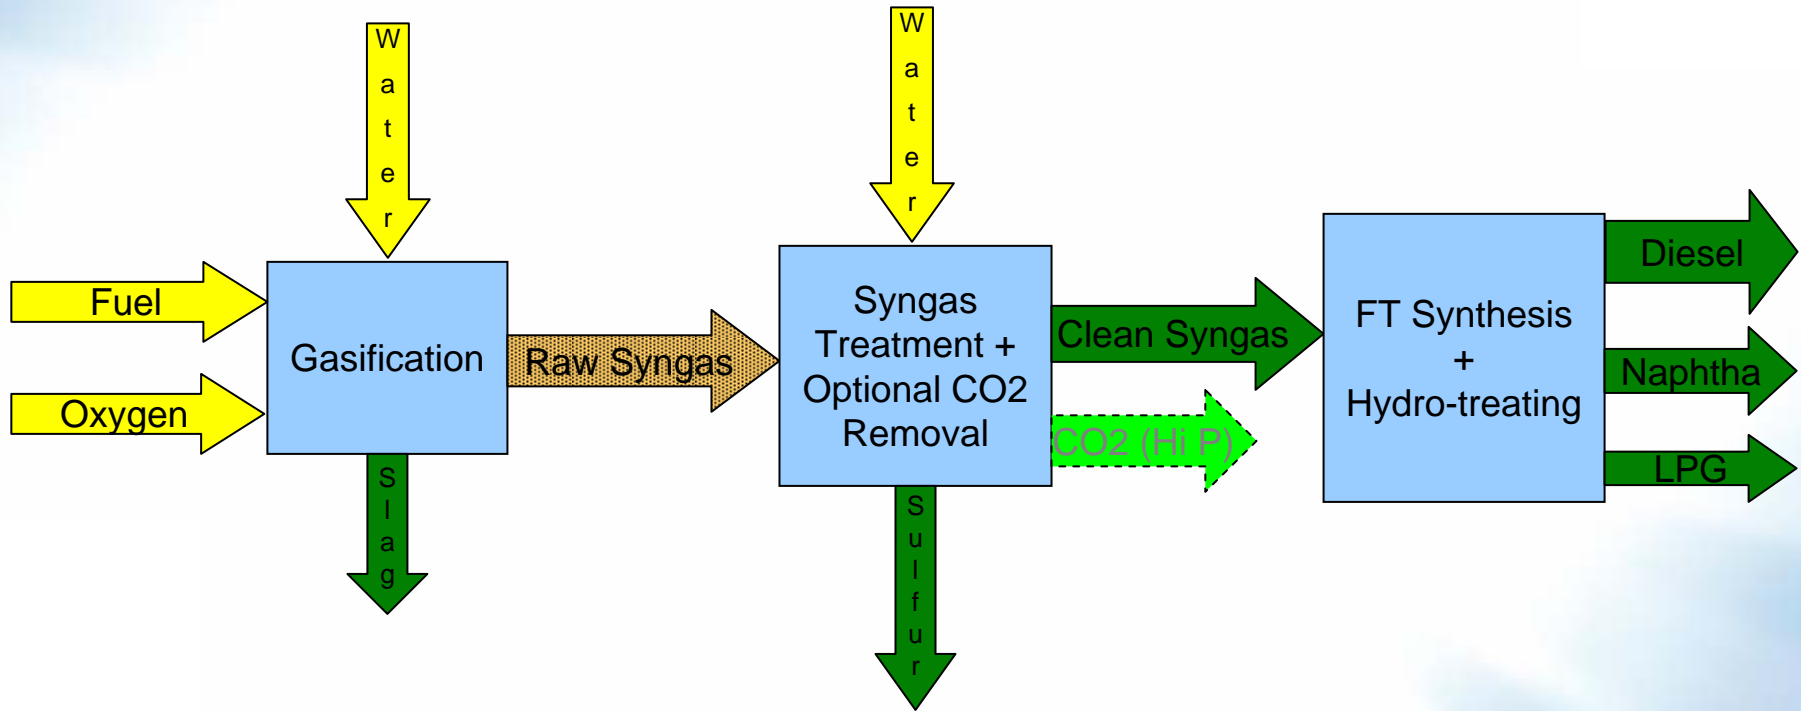 Water
Water
Fuel
Oxygen
Gasification
Raw Syngas
Slag
Syngas
Treatment +
Optional CO2
Removal
Clean Syngas
CO2 (Hi P)
Sulfur
FT Synthesis
+
Hydro-treating
Diesel
Naphtha
LPG